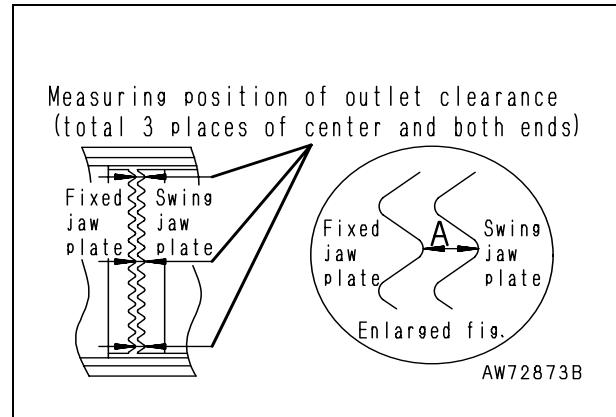 Measuring position of outlet clearance
(total 3 places of center and both ends)
Fixed
jaw
plate
Swing
jaw
plate
Fixed
jaw
plate
A
Swing
jaw
plate
Enlarged fig.
AW72873B